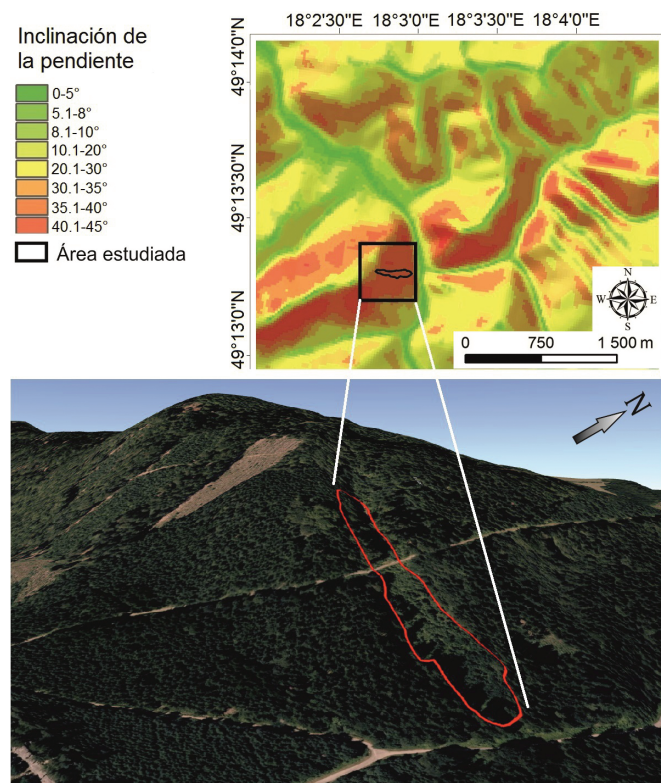 18°2'30"E 18°3'0"E 18°3'30"E 18°4'0"E
Inclinación de
la pendiente
0-5°
5.1-8°
8.1-10°
10.1-20°
20.1-30°
30.1-35°
35.1-40°
40.1-45°
Área estudiada
49°14'0"N
49°13'30"N
49°13'0"N
N
W E
S
0 750 1 500 m
N